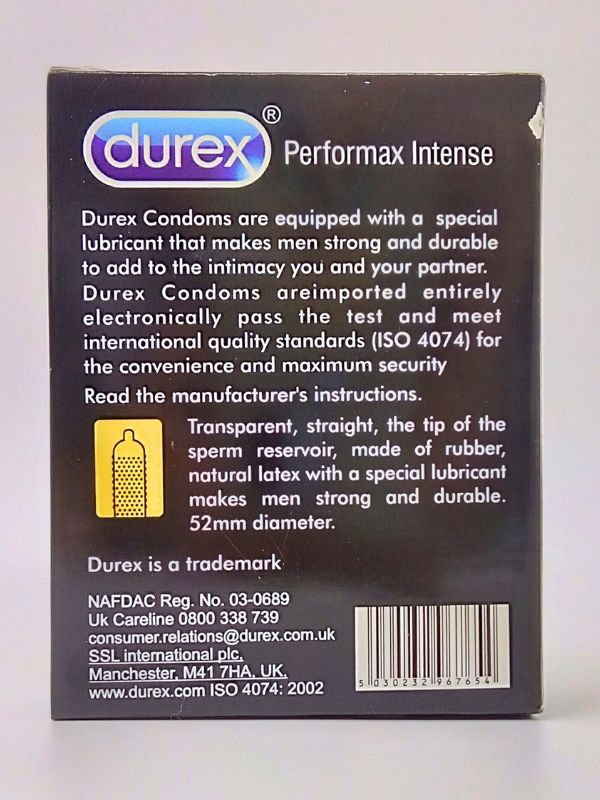 durex® Performax Intense
Durex Condoms are equipped with a special
lubricant that makes men strong and durable
to add to the intimacy you and your partner.
Durex Condoms areimported entirely
electronically pass the test and meet
international quality standards (ISO 4074) for
the convenience and maximum security
Read the manufacturer's instructions.
Transparent, straight, the tip of the
sperm reservoir, made of rubber,
natural latex with a special lubricant
makes men strong and durable.
52mm diameter.
Durex is a trademark
NAFDAC Reg. No. 03-0689
Uk Careline 0800 338 739
consumer.relations@durex.com.uk
SSL international plc,
Manchester, M41 7HA, UK.
www.durex.com ISO 4074: 2002
5 030232 967654